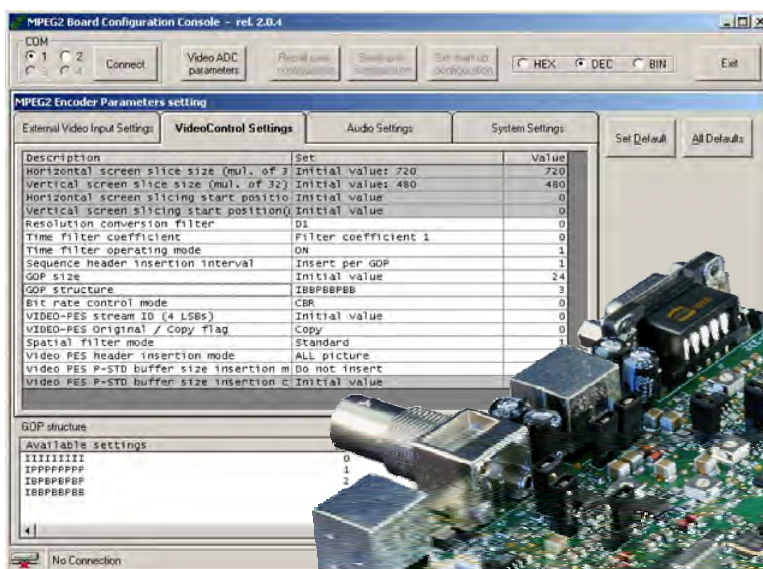 MPEG2 Board Configuration Console - rel. 2.0.4
COM
1 2
3 4
Connect
Video ADC
parameters
configuration
configuration
Set start up
configuration
HEX DEC BIN
Exit
MPEG2 Encoder Parameters setting
External Video Input Settings VideoControl Settings Audio Settings System Settings
Set Default All Defaults
Description Set Value
Horizontal screen slice size (mul. of 3 Initial value: 720 720
Vertical screen slice size (mul. of 32) Initial value: 480 480
Horizontal screen slicing start positio Initial value 0
Vertical screen slicing start position( Initial value 0
Resolution conversion filter D1 0
Time filter coefficient Filter coefficient 1 0
Time filter operating mode ON 1
Sequence header insertion interval Insert per GOP 1
GOP size Initial value 24
GOP structure IBBPBBPBB 3
Bit rate control mode CBR 0
VIDEO-PES stream ID (4 LSBs) Initial value 0
VIDEO-PES Original / Copy flag Copy 0
Spatial filter mode Standard 1
Video PES header insertion mode ALL picture
Video PES P-STD buffer size insertion m Do not insert
Video PES P-STD buffer size insertion c Initial value
GOP structure
Available settings
IIIIIIIII 0
IPPPPPPPP 1
IBPBPBPBP 2
IBBPBBPBB
No Connection